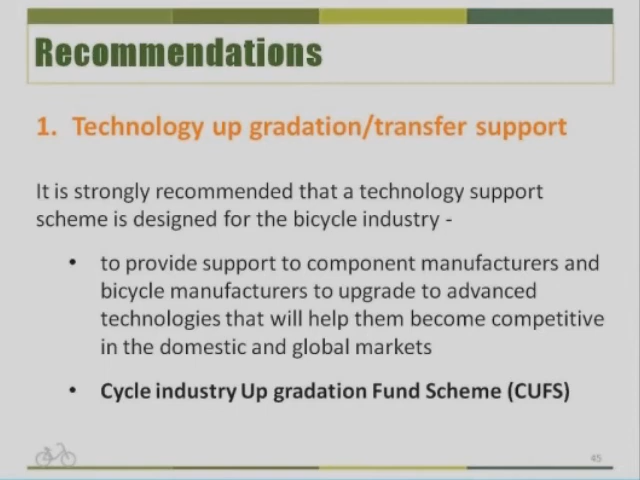 Recommendations
1. Technology up gradation/transfer support
It is strongly recommended that a technology support
scheme is designed for the bicycle industry -
• to provide support to component manufacturers and
bicycle manufacturers to upgrade to advanced
technologies that will help them become competitive
in the domestic and global markets
• Cycle industry Up gradation Fund Scheme (CUFS)
45